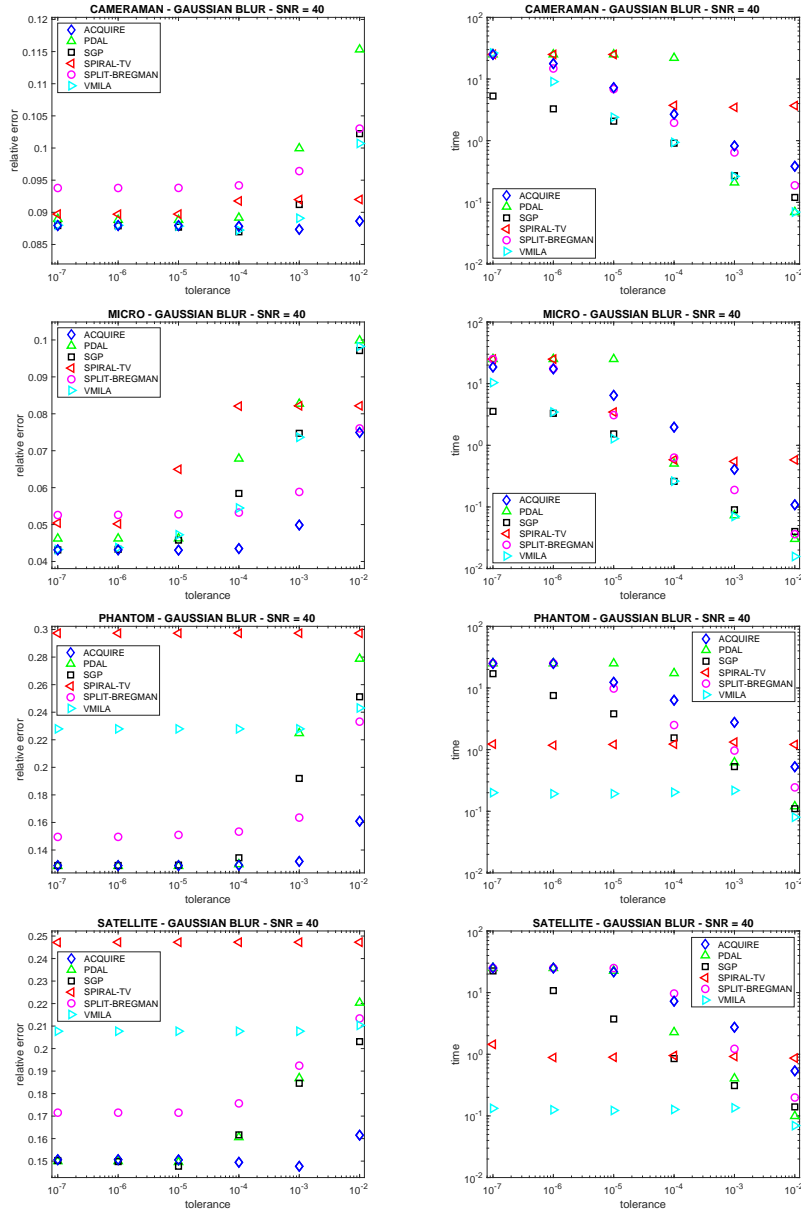 CAMERAMAN - GAUSSIAN BLUR - SNR = 40
relative error
0.12
0.115
0.11
0.105
0.1
0.095
0.09
0.085
ACQUIRE
PDAL
SGP
SPIRAL-TV
SPLIT-BREGMAN
VMILA
10^-7 10^-6 10^-5 10^-4 10^-3 10^-2
tolerance
CAMERAMAN - GAUSSIAN BLUR - SNR = 40
time
10^2
10^1
10^0
10^-1
10^-2
ACQUIRE
PDAL
SGP
SPIRAL-TV
SPLIT-BREGMAN
VMILA
10^-7 10^-6 10^-5 10^-4 10^-3 10^-2
tolerance
MICRO - GAUSSIAN BLUR - SNR = 40
relative error
0.1
0.09
0.08
0.07
0.06
0.05
0.04
ACQUIRE
PDAL
SGP
SPIRAL-TV
SPLIT-BREGMAN
VMILA
10^-7 10^-6 10^-5 10^-4 10^-3 10^-2
tolerance
MICRO - GAUSSIAN BLUR - SNR = 40
time
10^2
10^1
10^0
10^-1
10^-2
ACQUIRE
PDAL
SGP
SPIRAL-TV
SPLIT-BREGMAN
VMILA
10^-7 10^-6 10^-5 10^-4 10^-3 10^-2
tolerance
PHANTOM - GAUSSIAN BLUR - SNR = 40
relative error
0.3
0.28
0.26
0.24
0.22
0.2
0.18
0.16
0.14
ACQUIRE
PDAL
SGP
SPIRAL-TV
SPLIT-BREGMAN
VMILA
10^-7 10^-6 10^-5 10^-4 10^-3 10^-2
tolerance
PHANTOM - GAUSSIAN BLUR - SNR = 40
time
10^2
10^1
10^0
10^-1
10^-2
ACQUIRE
PDAL
SGP
SPIRAL-TV
SPLIT-BREGMAN
VMILA
10^-7 10^-6 10^-5 10^-4 10^-3 10^-2
tolerance
SATELLITE - GAUSSIAN BLUR - SNR = 40
relative error
0.25
0.24
0.23
0.22
0.21
0.2
0.19
0.18
0.17
0.16
0.15
ACQUIRE
PDAL
SGP
SPIRAL-TV
SPLIT-BREGMAN
VMILA
10^-7 10^-6 10^-5 10^-4 10^-3 10^-2
tolerance
SATELLITE - GAUSSIAN BLUR - SNR = 40
time
10^2
10^1
10^0
10^-1
10^-2
ACQUIRE
PDAL
SGP
SPIRAL-TV
SPLIT-BREGMAN
VMILA
10^-7 10^-6 10^-5 10^-4 10^-3 10^-2
tolerance